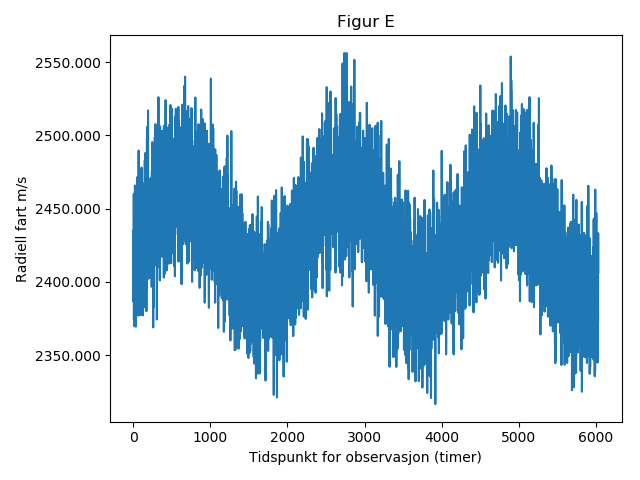 Figur E
Radiell fart m/s
2550.000
2500.000
2450.000
2400.000
2350.000
0 1000 2000 3000 4000 5000 6000
Tidspunkt for observasjon (timer)